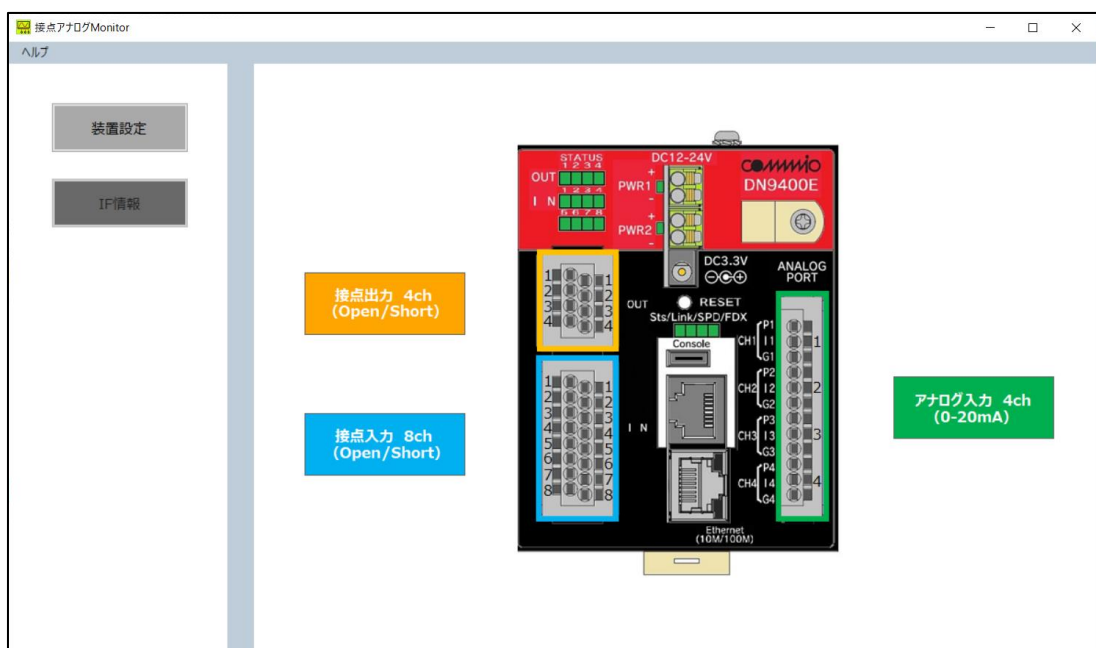 接点アナログMonitor
ヘルプ
装置設定
IF情報
接点出力 4ch
(Open/Short)
接点入力 8ch
(Open/Short)
STATUS
1 2 3 4
OUT
1 2 3 4
I N
5 6 7 8
DC12-24V
+
PWR1
-
+
PWR2
-
commio
DN9400E
DC3.3V
ANALOG
PORT
1 1
2 2
3 3
4 4
OUT
RESET
Sts/Link/SPD/FDX
Console
1 1
2 2
3 3
4 4
5 5
6 6
7 7
8 8
I N
CH1
P1
I1
G1
1
CH2
P2
I2
G2
2
CH3
P3
I3
G3
3
CH4
P4
I4
G4
4
Ethernet
(10M/100M)
アナログ入力 4ch
(0-20mA)